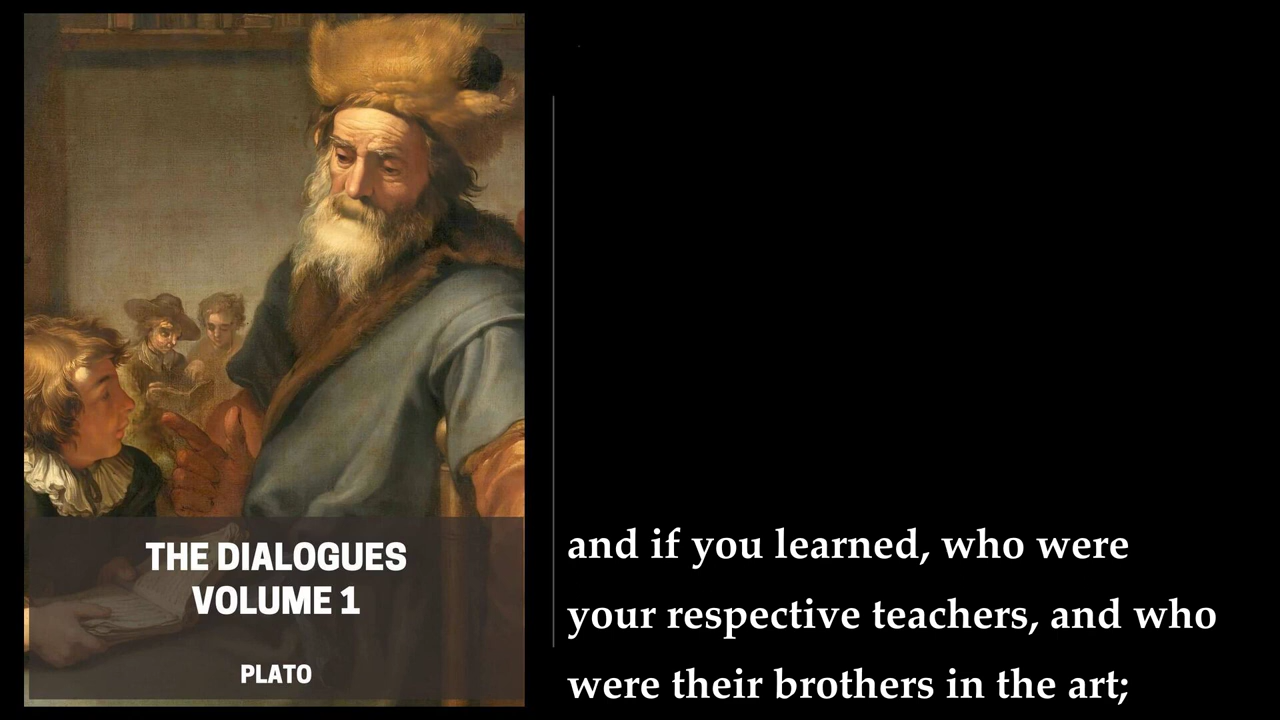 THE DIALOGUES
VOLUME 1
PLATO
and if you learned, who were
your respective teachers, and who
were their brothers in the art;